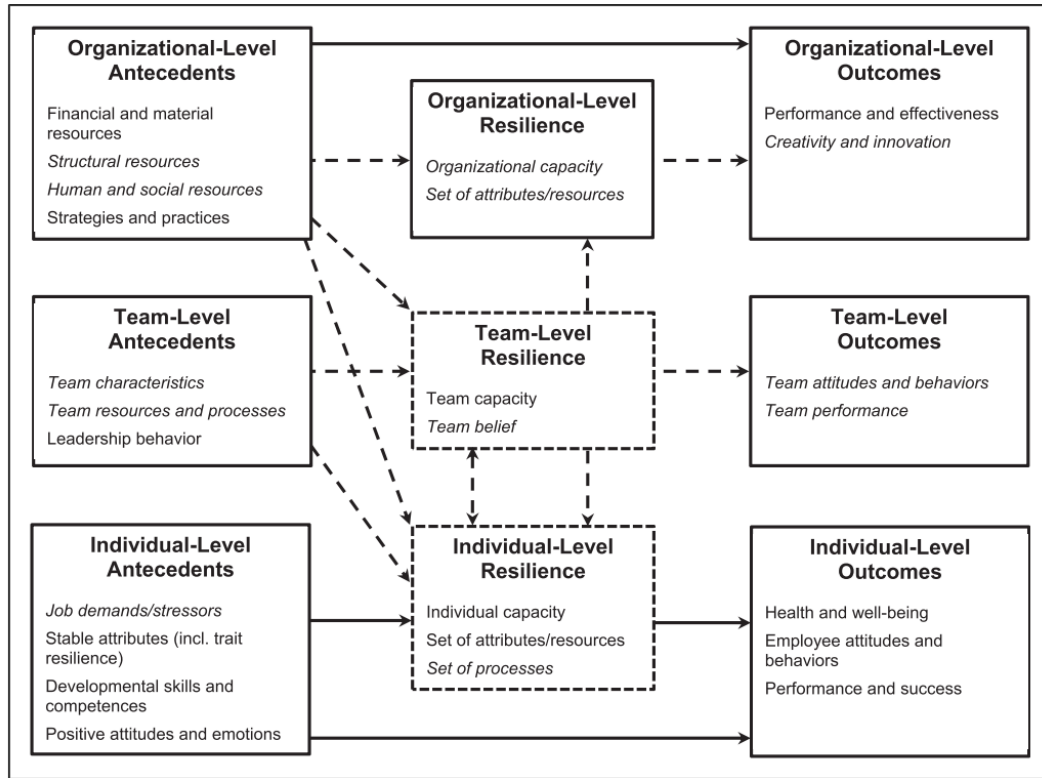 Organizational-Level
Antecedents
Financial and material
resources
Structural resources
Human and social resources
Strategies and practices
Organizational-Level
Resilience
Organizational capacity
Set of attributes/resources
Organizational-Level
Outcomes
Performance and effectiveness
Creativity and innovation
Team-Level
Antecedents
Team characteristics
Team resources and processes
Leadership behavior
Team-Level
Resilience
Team capacity
Team belief
Team-Level
Outcomes
Team attitudes and behaviors
Team performance
Individual-Level
Antecedents
Job demands/stressors
Stable attributes (incl. trait
resilience)
Developmental skills and
competences
Positive attitudes and emotions
Individual-Level
Resilience
Individual capacity
Set of attributes/resources
Set of processes
Individual-Level
Outcomes
Health and well-being
Employee attitudes and
behaviors
Performance and success